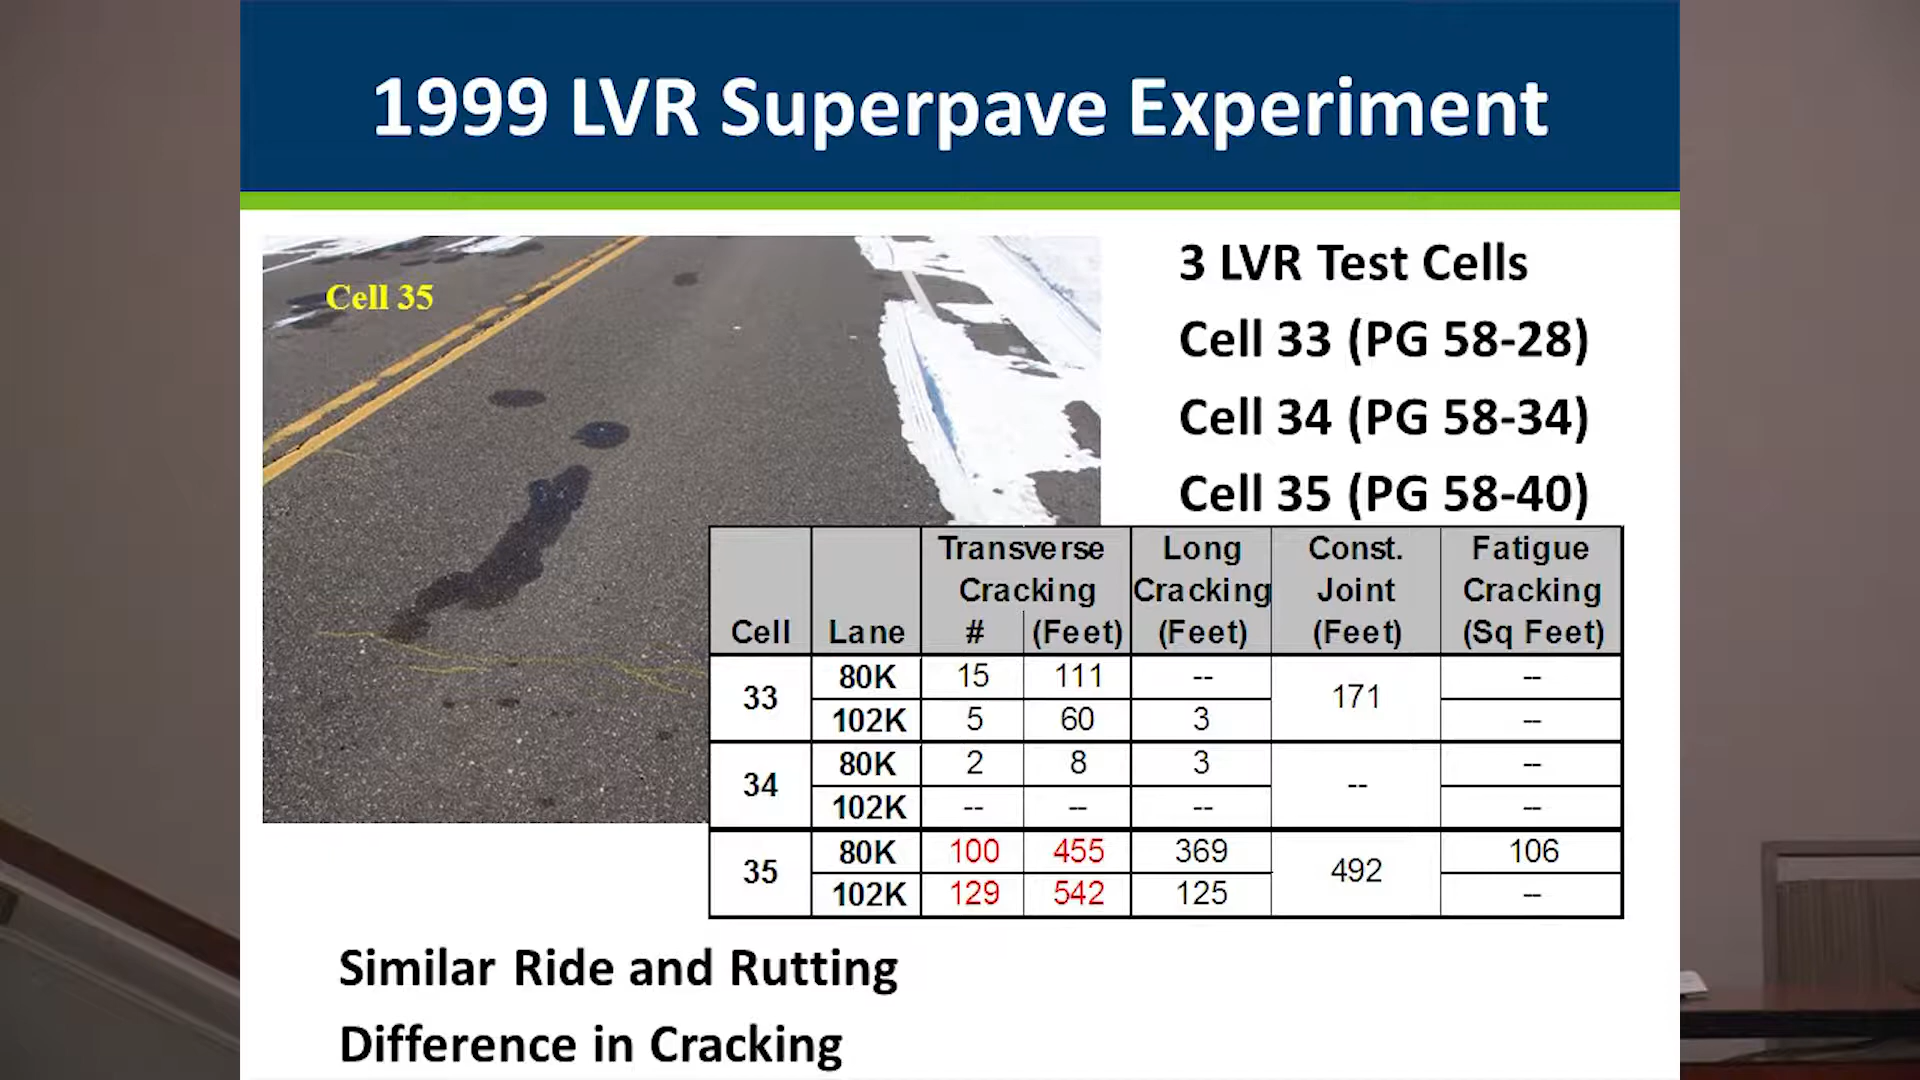 1999 LVR Superpave Experiment
Cell 35
3 LVR Test Cells
Cell 33 (PG 58-28)
Cell 34 (PG 58-34)
Cell 35 (PG 58-40)
Cell Lane Transverse Cracking # (Feet) Long Cracking (Feet) Const. Joint (Feet) Fatigue Cracking (Sq Feet)
33 80K 15 111 -- 171 --
102K 5 60 3 --
34 80K 2 8 3 -- --
102K -- -- -- --
35 80K 100 455 369 492 106
102K 129 542 125 --
Similar Ride and Rutting
Difference in Cracking